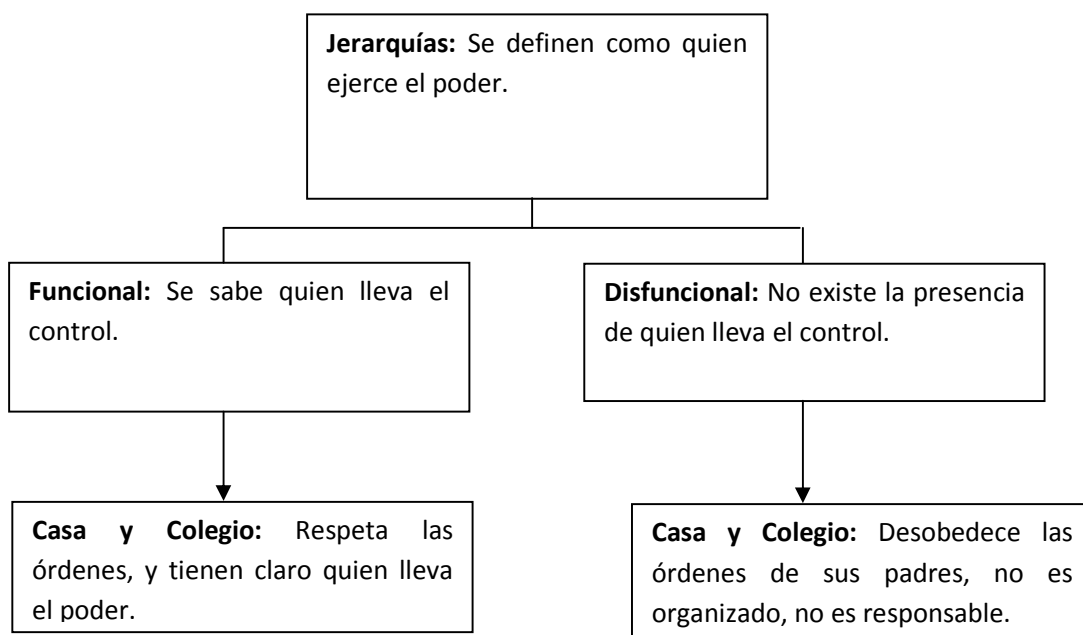 Jerarquías: Se definen como quien
ejerce el poder.
Funcional: Se sabe quien lleva el
control.
Disfuncional: No existe la presencia
de quien lleva el control.
Casa y Colegio: Respeta las
órdenes, y tienen claro quien lleva
el poder.
Casa y Colegio: Desobedece las
órdenes de sus padres, no es
organizado, no es responsable.